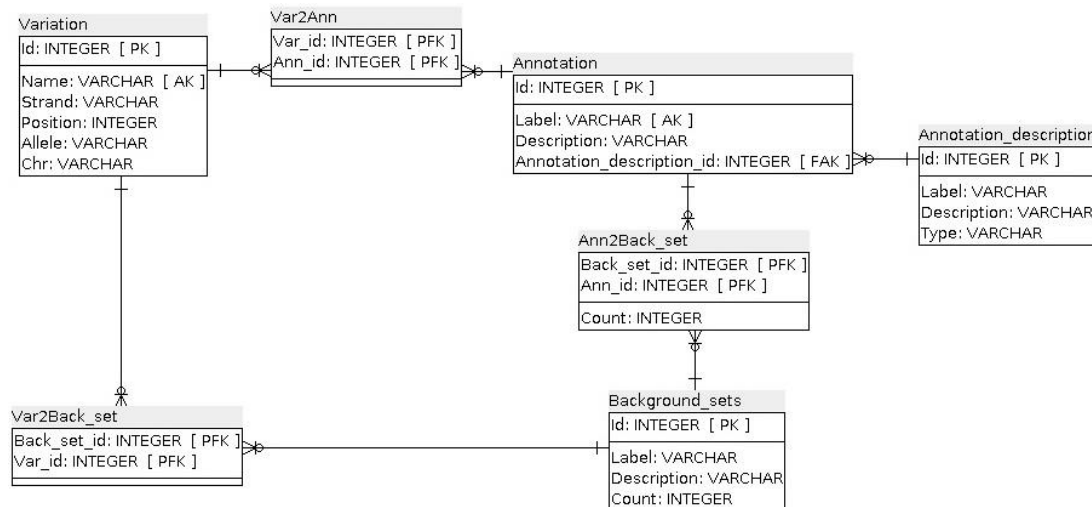 Variation
Id: INTEGER [ PK ]
Name: VARCHAR [ AK ]
Strand: VARCHAR
Position: INTEGER
Allele: VARCHAR
Chr: VARCHAR
Var2Ann
Var_id: INTEGER [ PFK ]
Ann_id: INTEGER [ PFK ]
Annotation
Id: INTEGER [ PK ]
Label: VARCHAR [ AK ]
Description: VARCHAR
Annotation_description_id: INTEGER [ FAK ]
Annotation_description
Id: INTEGER [ PK ]
Label: VARCHAR
Description: VARCHAR
Type: VARCHAR
Ann2Back_set
Back_set_id: INTEGER [ PFK ]
Ann_id: INTEGER [ PFK ]
Count: INTEGER
Var2Back_set
Back_set_id: INTEGER [ PFK ]
Var_id: INTEGER [ PFK ]
Background_sets
Id: INTEGER [ PK ]
Label: VARCHAR
Description: VARCHAR
Count: INTEGER